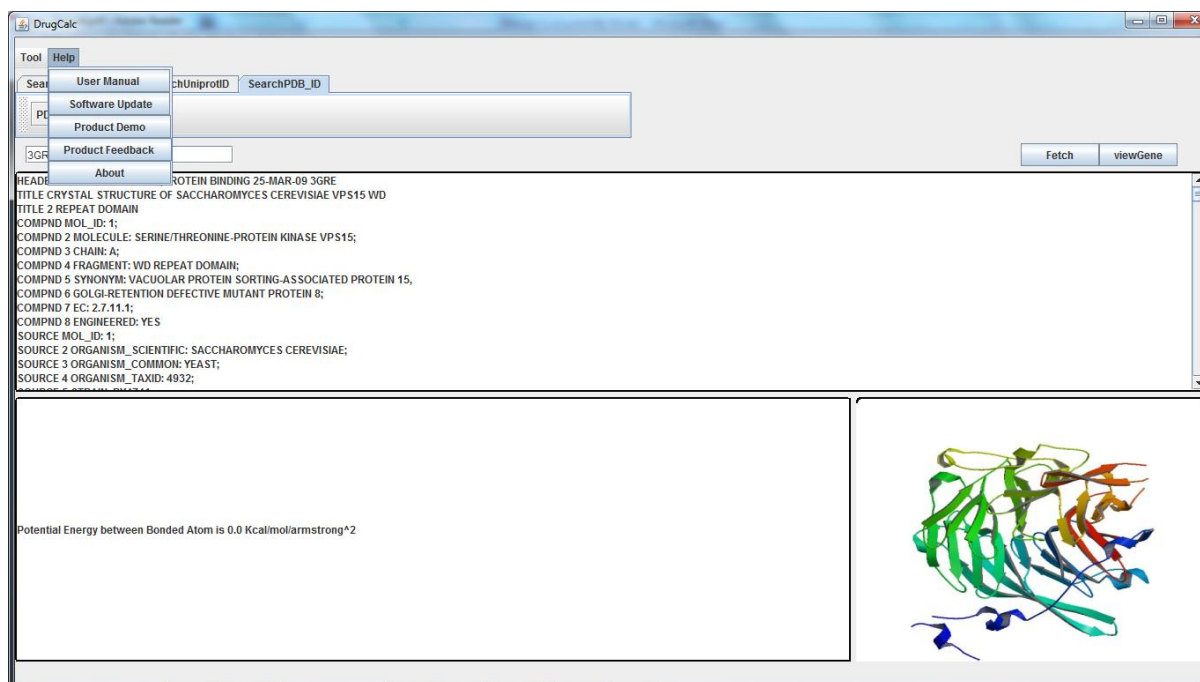 DrugCalc
Tool Help
User Manual
Software Update
Product Demo
Product Feedback
About
Sear chUniprotID SearchPDB_ID
PD
3GR
Fetch viewGene
HEADE ROTEIN BINDING 25-MAR-09 3GRE
TITLE CRYSTAL STRUCTURE OF SACCHAROMYCES CEREVISIAE VPS15 WD
TITLE 2 REPEAT DOMAIN
COMPND MOL_ID: 1;
COMPND 2 MOLECULE: SERINE/THREONINE-PROTEIN KINASE VPS15;
COMPND 3 CHAIN: A;
COMPND 4 FRAGMENT: WD REPEAT DOMAIN;
COMPND 5 SYNONYM: VACUOLAR PROTEIN SORTING-ASSOCIATED PROTEIN 15,
COMPND 6 GOLGI-RETENTION DEFECTIVE MUTANT PROTEIN 8;
COMPND 7 EC: 2.7.11.1;
COMPND 8 ENGINEERED: YES
SOURCE MOL_ID: 1;
SOURCE 2 ORGANISM_SCIENTIFIC: SACCHAROMYCES CEREVISIAE;
SOURCE 3 ORGANISM_COMMON: YEAST;
SOURCE 4 ORGANISM_TAXID: 4932;
Potential Energy between Bonded Atom is 0.0 Kcal/mol/armstrong^2